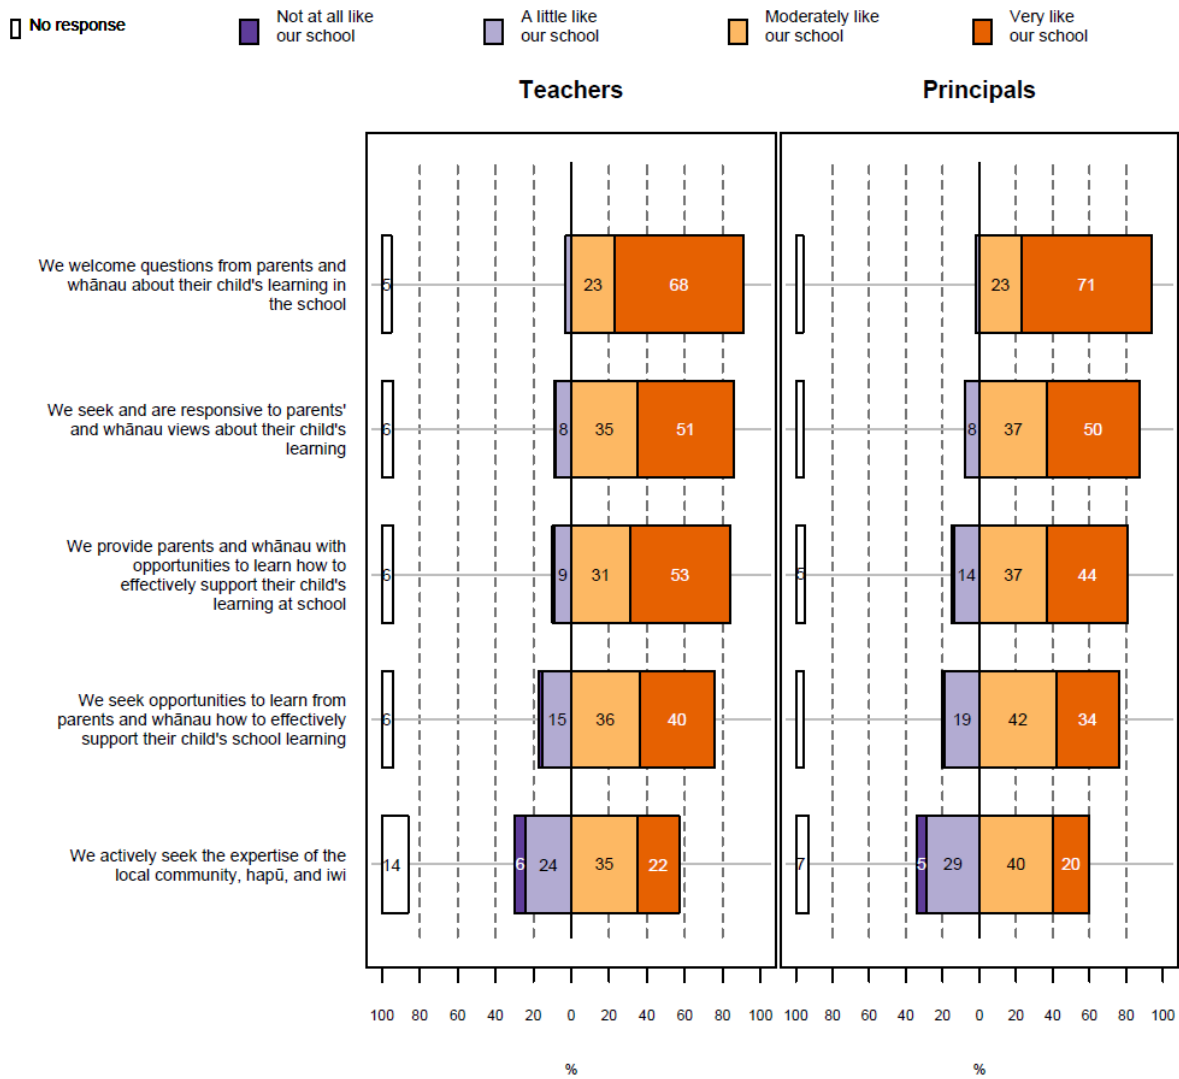 No response
Not at all like
our school
A little like
our school
Moderately like
our school
Very like
our school
Teachers
Principals
We welcome questions from parents and
whānau about their child's learning in
the school
5
23
68
23
71
We seek and are responsive to parents'
and whānau views about their child's
learning
6
8
35
51
8
37
50
We provide parents and whānau with
opportunities to learn how to
effectively support their child's
learning at school
6
9
31
53
5
14
37
44
We seek opportunities to learn from
parents and whānau how to effectively
support their child's school learning
6
15
36
40
19
42
34
We actively seek the expertise of the
local community, hapū, and iwi
14
6
24
35
22
7
5
29
40
20
100 80 60 40 20 0 20 40 60 80 100
100 80 60 40 20 0 20 40 60 80 100
%
%